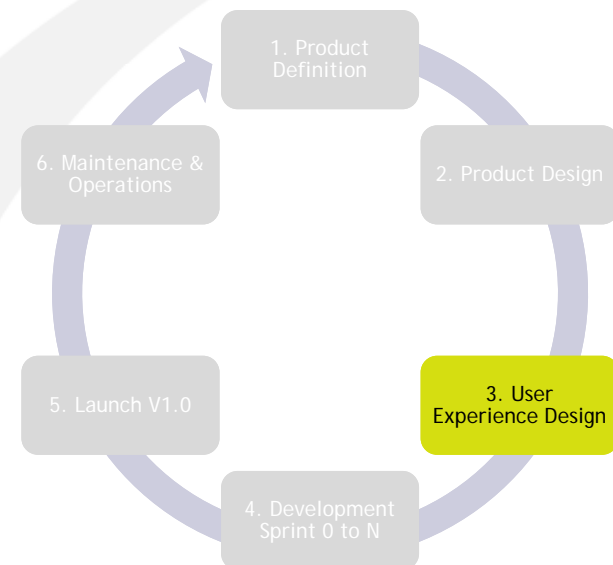 1. Product
Definition
2. Product Design
3. User
Experience Design
4. Development
Sprint 0 to N
5. Launch V1.0
6. Maintenance &
Operations